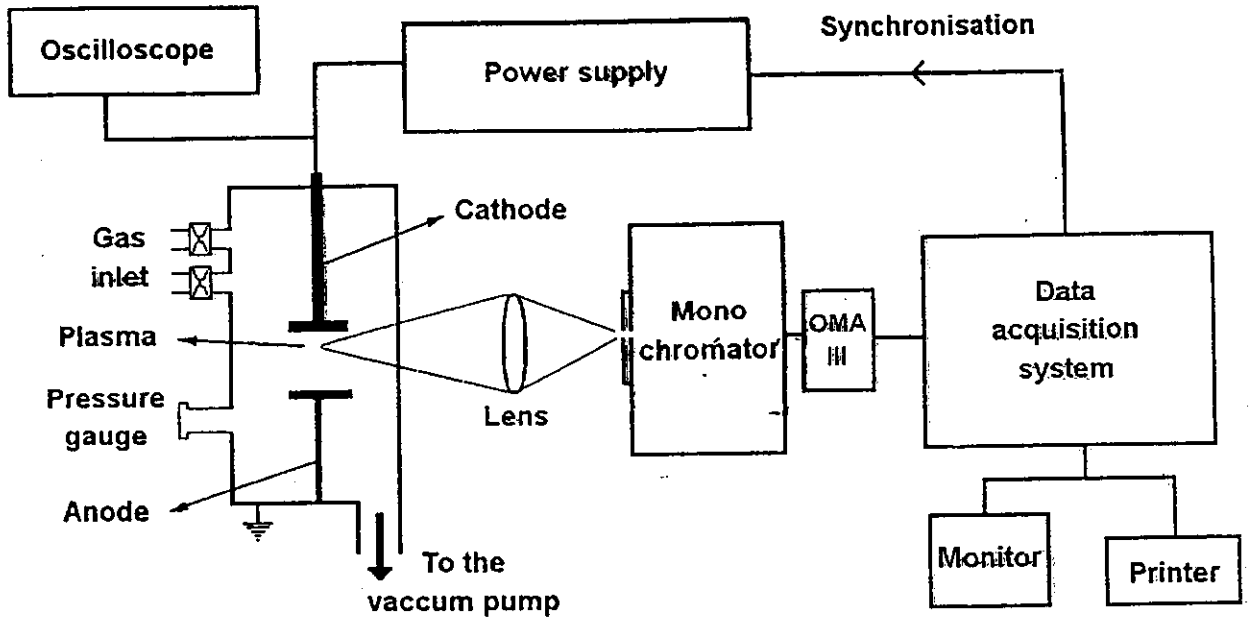 Oscilloscope
Power supply
Synchronisation
Cathode
Gas
inlet
Plasma
Pressure
gauge
Anode
To the
vaccum pump
Lens
Mono
chromator
OMA
III
Data
acquisition
system
Monitor
Printer